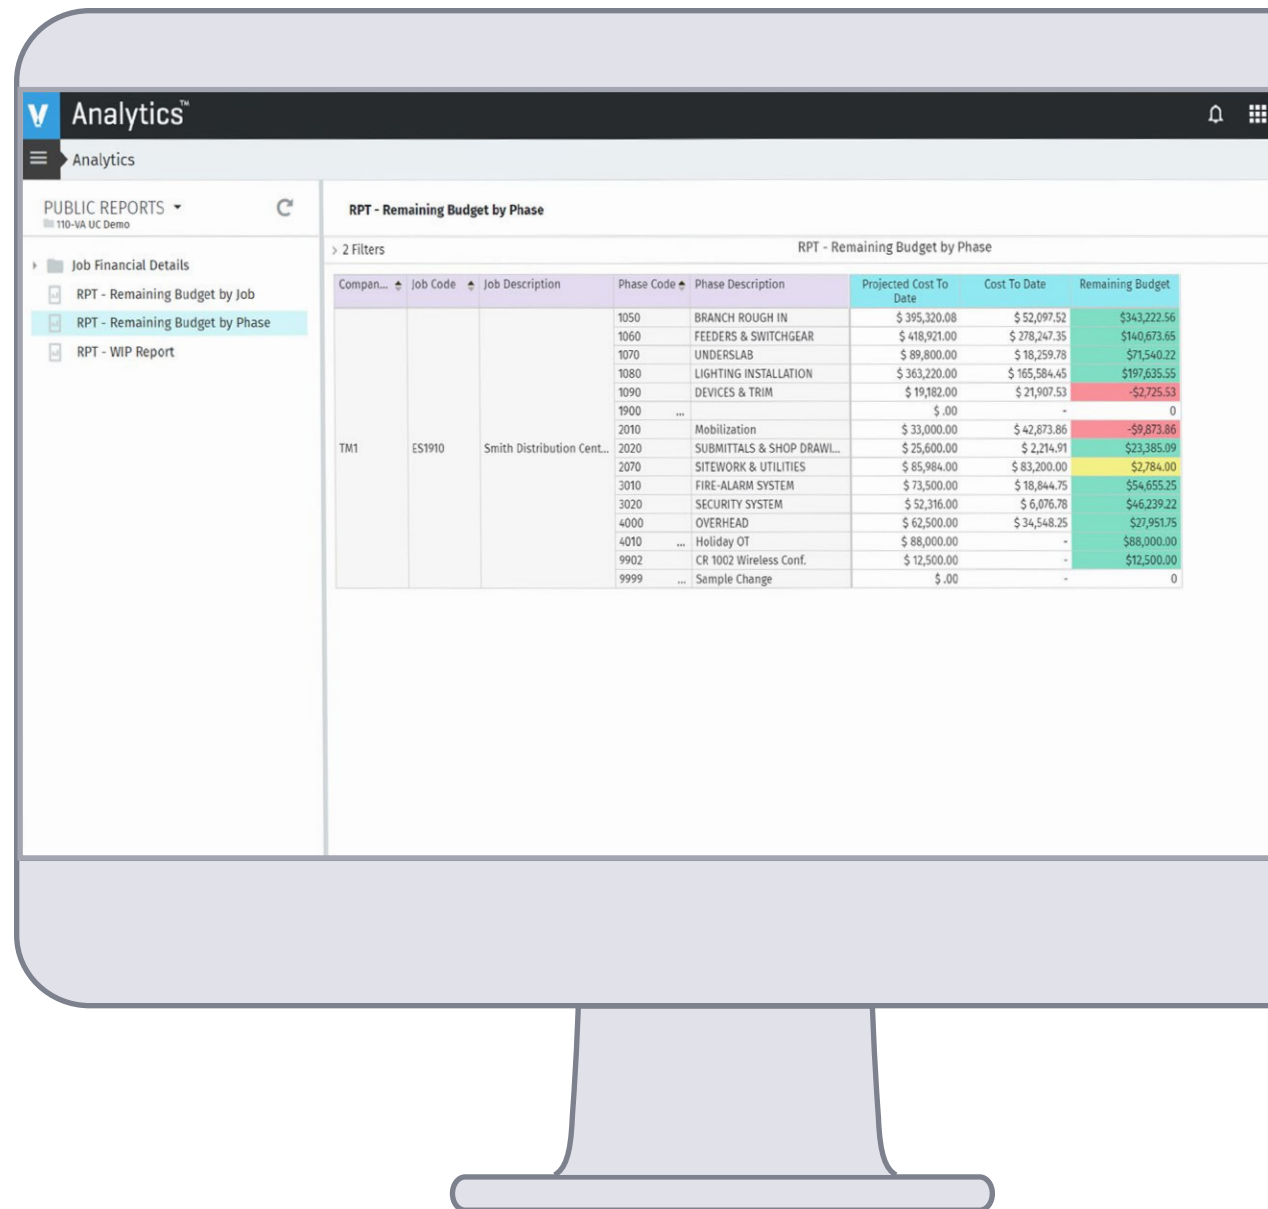 Analytics™
Analytics
PUBLIC REPORTS
110-VA UC Demo
Job Financial Details
RPT - Remaining Budget by Job
RPT - Remaining Budget by Phase
RPT - WIP Report
RPT - Remaining Budget by Phase
> 2 Filters
RPT - Remaining Budget by Phase
Compan... Job Code Job Description Phase Code Phase Description Projected Cost To Date Cost To Date Remaining Budget
1050 BRANCH ROUGH IN $ 395,320.08 $ 52,097.52 $343,222.56
1060 FEEDERS & SWITCHGEAR $ 418,921.00 $ 278,247.35 $140,673.65
1070 UNDERSLAB $ 89,800.00 $ 18,259.78 $71,540.22
1080 LIGHTING INSTALLATION $ 363,220.00 $ 165,584.45 $197,635.55
1090 DEVICES & TRIM $ 19,182.00 $ 21,907.53 -$2,725.53
1900 ... $ .00 - 0
2010 Mobilization $ 33,000.00 $ 42,873.86 -$9,873.86
TM1 ES1910 Smith Distribution Cent... 2020 SUBMITTALS & SHOP DRAWI... $ 25,600.00 $ 2,214.91 $23,385.09
2070 SITEWORK & UTILITIES $ 85,984.00 $ 83,200.00 $2,784.00
3010 FIRE-ALARM SYSTEM $ 73,500.00 $ 18,844.75 $54,655.25
3020 SECURITY SYSTEM $ 52,316.00 $ 6,076.78 $46,239.22
4000 OVERHEAD $ 62,500.00 $ 34,548.25 $27,951.75
4010 ... Holiday OT $ 88,000.00 - $88,000.00
9902 CR 1002 Wireless Conf. $ 12,500.00 - $12,500.00
9999 ... Sample Change $ .00 - 0